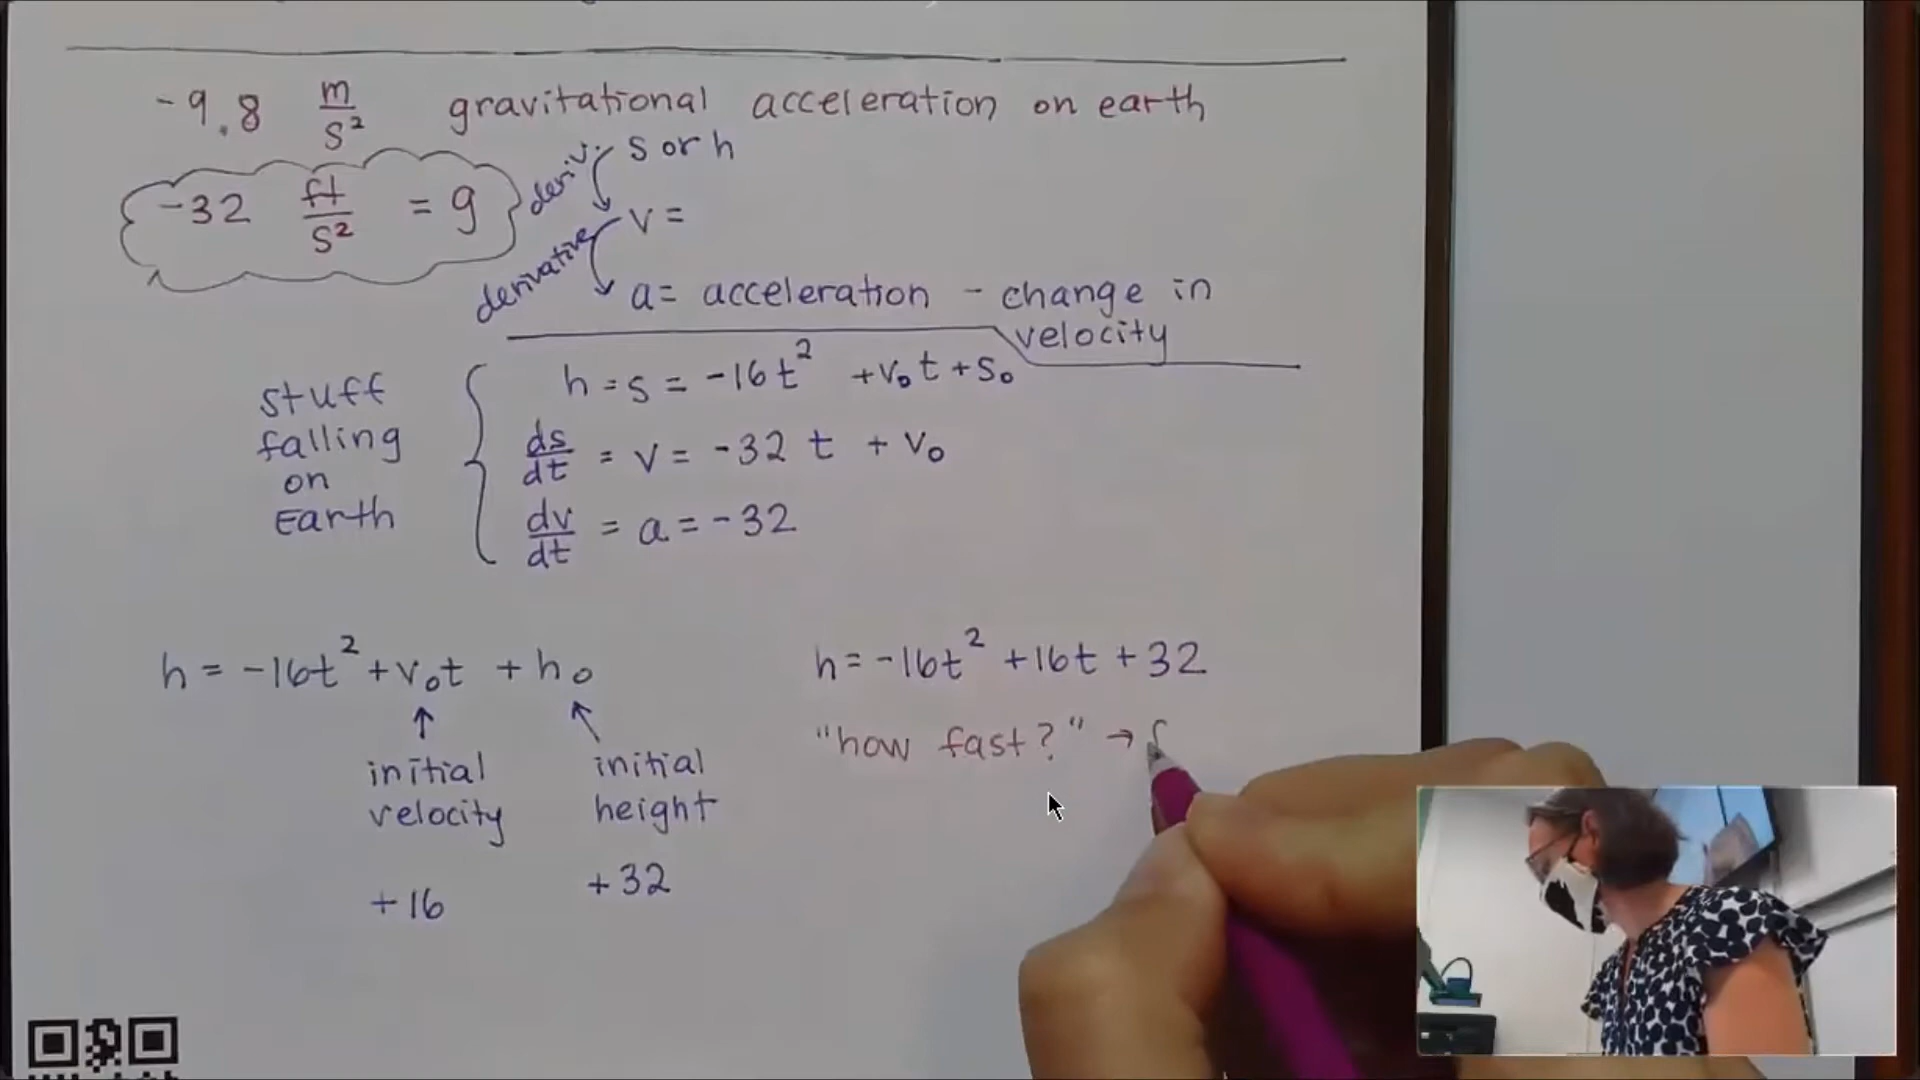 -9.8 m/s² gravitational acceleration on earth
deriv. s or h
-32 ft/s² = g
v =
derivative
a = acceleration - change in
velocity
h = s = -16t² + v₀t + s₀
stuff
falling
on
Earth
ds/dt = v = -32t + v₀
dv/dt = a = -32
h = -16t² + v₀t + h₀
initial
velocity
+16
initial
height
+32
h = -16t² + 16t + 32
"how fast?" →